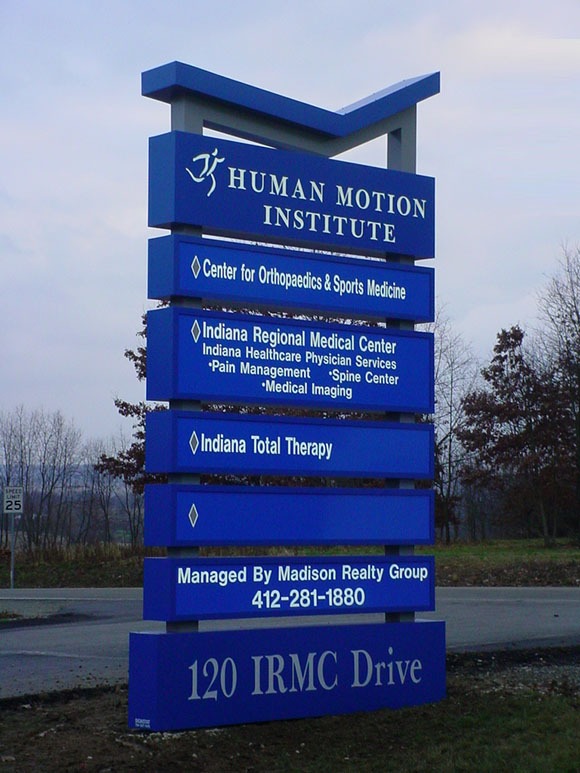 HUMAN MOTION
INSTITUTE
Center for Orthopaedics & Sports Medicine
Indiana Regional Medical Center
Indiana Healthcare Physician Services
•Pain Management •Spine Center
•Medical Imaging
Indiana Total Therapy
SPEED
LIMIT
25
Managed By Madison Realty Group
412-281-1880
120 IRMC Drive